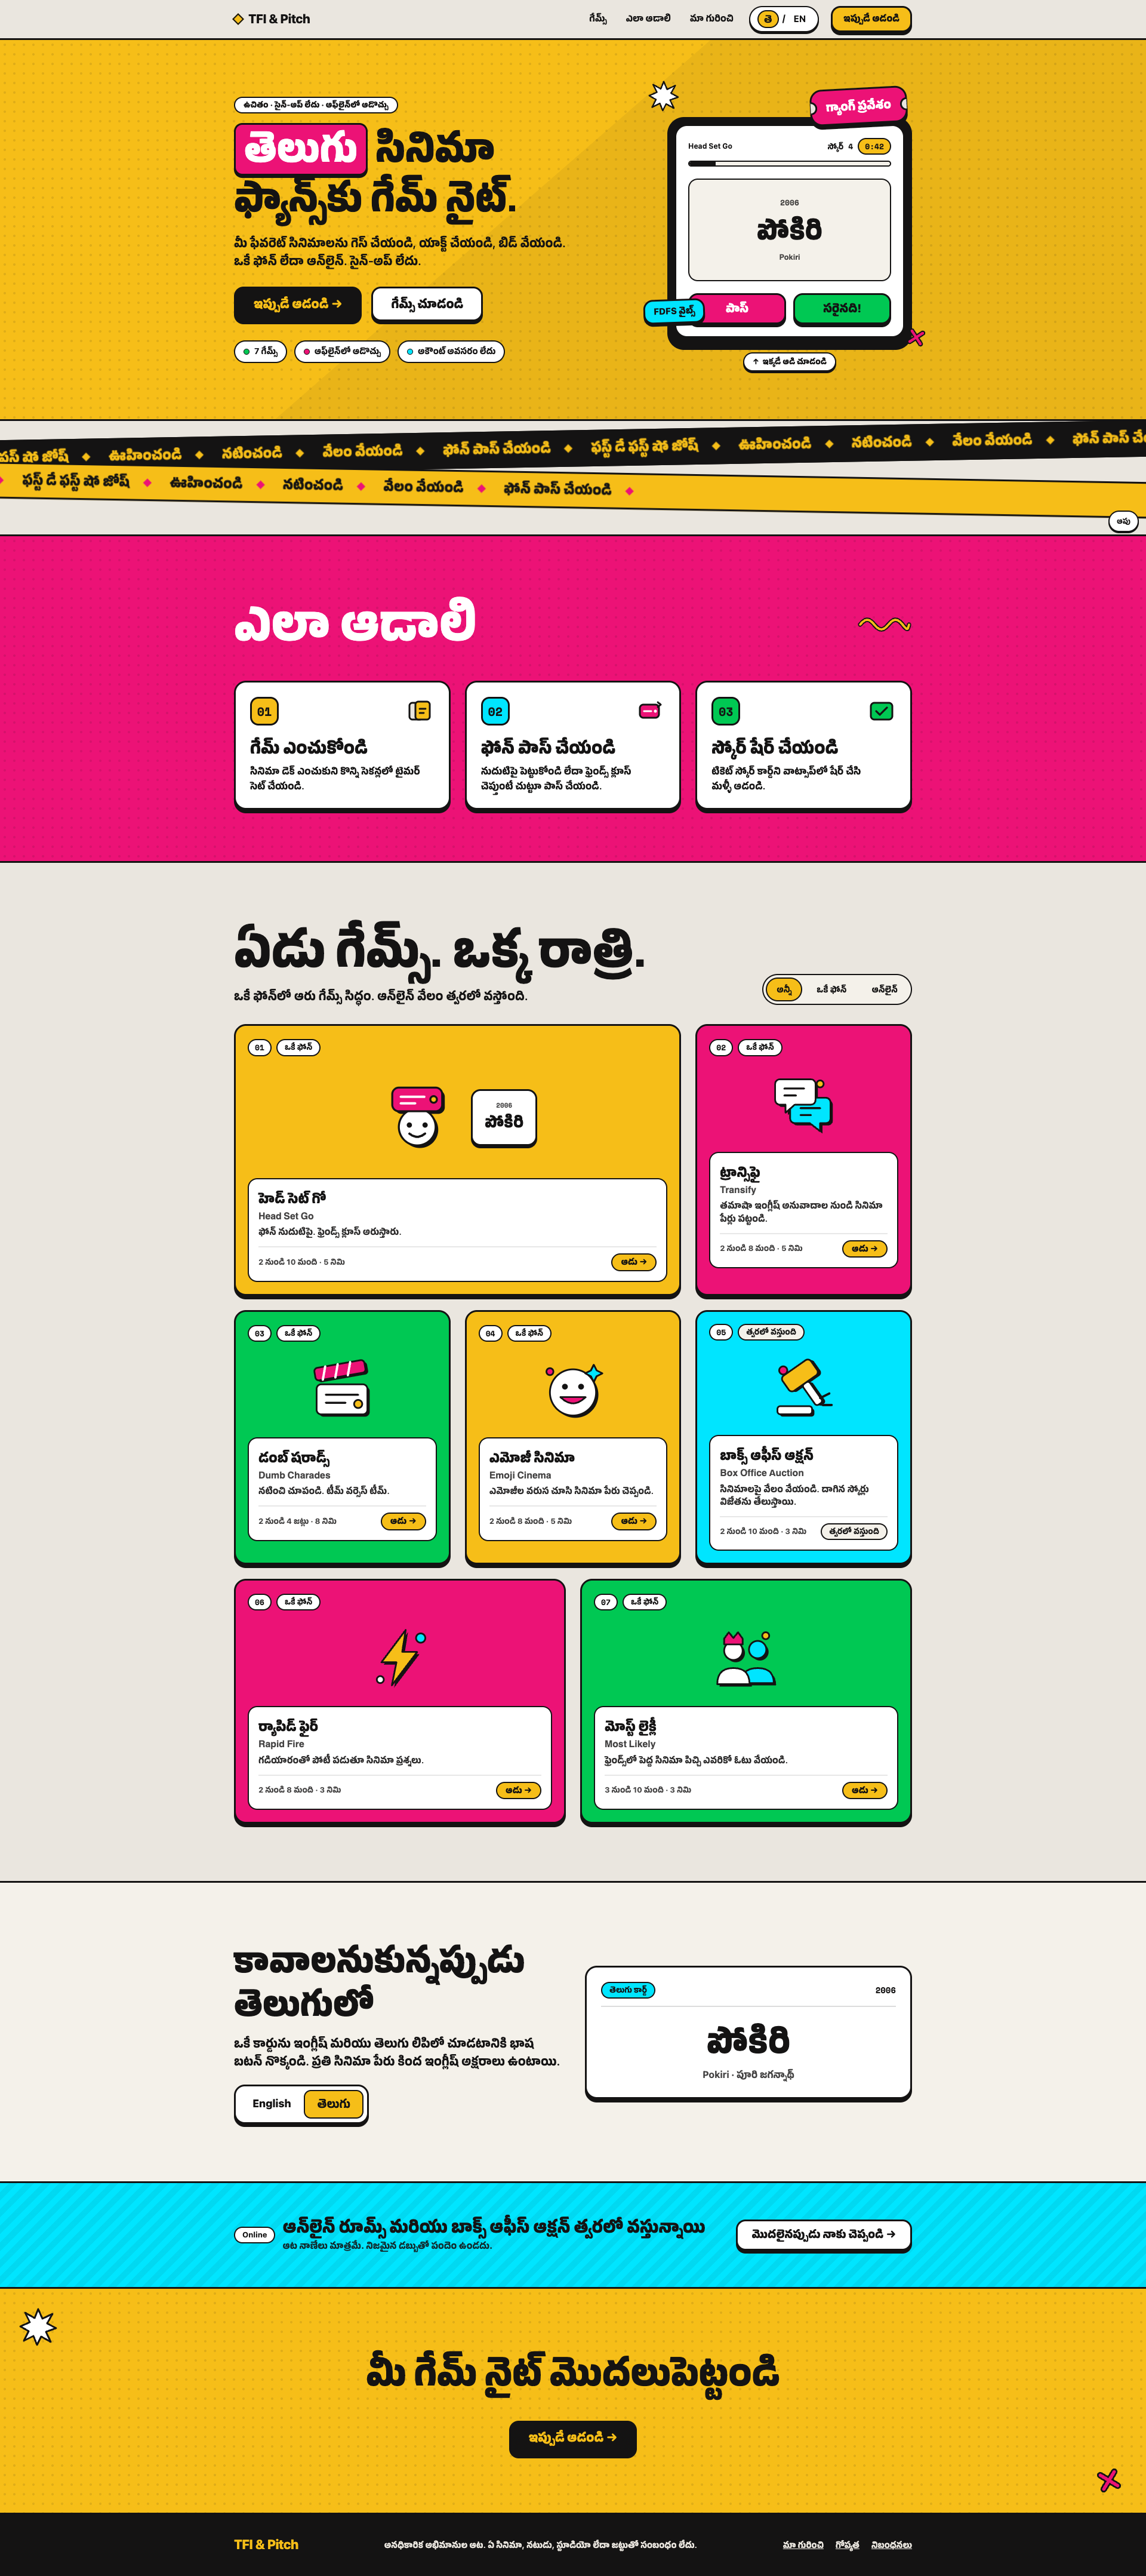 TFI & Pitch
గేమ్స్ ఎలా ఆడాలి మా గురించి తె / EN ఇప్పుడే ఆడండి
ఉచితం · సైన్-అప్ లేదు · ఆఫ్‌లైన్‌లో ఆడొచ్చు
తెలుగు సినిమా
ఫ్యాన్స్‌కు గేమ్ నైట్.
మీ ఫేవరెట్ సినిమాలను గెస్ చేయండి, యాక్ట్ చేయండి, బిడ్ వేయండి.
ఒకే ఫోన్ లేదా ఆన్‌లైన్. సైన్-అప్ లేదు.
ఇప్పుడే ఆడండి →
గేమ్స్ చూడండి
7 గేమ్స్
ఆఫ్‌లైన్‌లో ఆడొచ్చు
అకౌంట్ అవసరం లేదు
గ్యాంగ్ ప్రవేశం
Head Set Go
స్కోర్ 4 0:42
2006
పోకిరి
Pokiri
FDFS వైబ్స్
పాస్
సరైనది!
↑ ఇక్కడే ఆడి చూడండి
ఫస్ట్ షో జోష్ ◆ ఊహించండి ◆ నటించండి ◆ వేలం వేయండి ◆ ఫోన్ పాస్ చేయండి ◆ ఫస్ట్ డే ఫస్ట్ షో జోష్ ◆ ఊహించండి ◆ నటించండి ◆ వేలం వేయండి ◆ ఫోన్ పాస్
ఫస్ట్ డే ఫస్ట్ షో జోష్ ◆ ఊహించండి ◆ నటించండి ◆ వేలం వేయండి ◆ ఫోన్ పాస్ చేయండి ◆
ఆపు
ఎలా ఆడాలి
01
గేమ్ ఎంచుకోండి
సినిమా డెక్ ఎంచుకుని కొన్ని సెకన్లలో టైమర్
సెట్ చేయండి.
02
ఫోన్ పాస్ చేయండి
నుదుటిపై పెట్టుకోండి లేదా ఫ్రెండ్స్ క్లూస్
చెప్తుంటే చుట్టూ పాస్ చేయండి.
03
స్కోర్ షేర్ చేయండి
టికెట్ స్కోర్ కార్డ్‌ని వాట్సాప్‌లో షేర్ చేసి
మళ్ళీ ఆడండి.
ఏడు గేమ్స్. ఒక్క రాత్రి.
ఒకే ఫోన్‌లో ఆరు గేమ్స్ సిద్ధం. ఆన్‌లైన్ వేలం త్వరలో వస్తోంది.
అన్నీ ఒకే ఫోన్ ఆన్‌లైన్
01 ఒకే ఫోన్
2006
పోకిరి
హెడ్ సెట్ గో
Head Set Go
ఫోన్ నుదుటిపై. ఫ్రెండ్స్ క్లూస్ అరుస్తారు.
2 నుండి 10 మంది · 5 నిమి
ఆడు →
02 ఒకే ఫోన్
ట్రాన్సిఫై
Transify
తమాషా ఇంగ్లీష్ అనువాదాల నుండి సినిమా
పేర్లు పట్టండి.
2 నుండి 8 మంది · 5 నిమి
ఆడు →
03 ఒకే ఫోన్
డంబ్ షరాడ్స్
Dumb Charades
నటించి చూపండి. టీమ్ వర్సెస్ టీమ్.
2 నుండి 4 జట్లు · 8 నిమి
ఆడు →
04 ఒకే ఫోన్
ఎమోజీ సినిమా
Emoji Cinema
ఎమోజీల వరుస చూసి సినిమా పేరు చెప్పండి.
2 నుండి 8 మంది · 5 నిమి
ఆడు →
05 త్వరలో వస్తుంది
బాక్స్ ఆఫీస్ ఆక్షన్
Box Office Auction
సినిమాలపై వేలం వేయండి. దాగిన స్కోర్లు
విజేతను తేలుస్తాయి.
2 నుండి 10 మంది · 3 నిమి
త్వరలో వస్తుంది
06 ఒకే ఫోన్
ర్యాపిడ్ ఫైర్
Rapid Fire
గడియారంతో పోటీ పడుతూ సినిమా ప్రశ్నలు.
2 నుండి 8 మంది · 3 నిమి
ఆడు →
07 ఒకే ఫోన్
మోస్ట్ లైక్లీ
Most Likely
ఫ్రెండ్స్‌లో పెద్ద సినిమా పిచ్చి ఎవరికో ఓటు వేయండి.
3 నుండి 10 మంది · 3 నిమి
ఆడు →
కావాలనుకున్నప్పుడు
తెలుగులో
ఒకే కార్డును ఇంగ్లీష్ మరియు తెలుగు లిపిలో చూడటానికి భాష
బటన్ నొక్కండి. ప్రతి సినిమా పేరు కింద ఇంగ్లీష్ అక్షరాలు ఉంటాయి.
English తెలుగు
తెలుగు కార్డ్ 2006
పోకిరి
Pokiri · పూరి జగన్నాథ్
Online
ఆన్‌లైన్ రూమ్స్ మరియు బాక్స్ ఆఫీస్ ఆక్షన్ త్వరలో వస్తున్నాయి
ఆట నాణేలు మాత్రమే. నిజమైన డబ్బుతో పందెం ఉండదు.
మొదలైనప్పుడు నాకు చెప్పండి →
మీ గేమ్ నైట్ మొదలుపెట్టండి
ఇప్పుడే ఆడండి →
TFI & Pitch
అనధికారిక అభిమానుల ఆట. ఏ సినిమా, నటుడు, స్టూడియో లేదా జట్టుతో సంబంధం లేదు.
మా గురించి గోప్యత నిబంధనలు